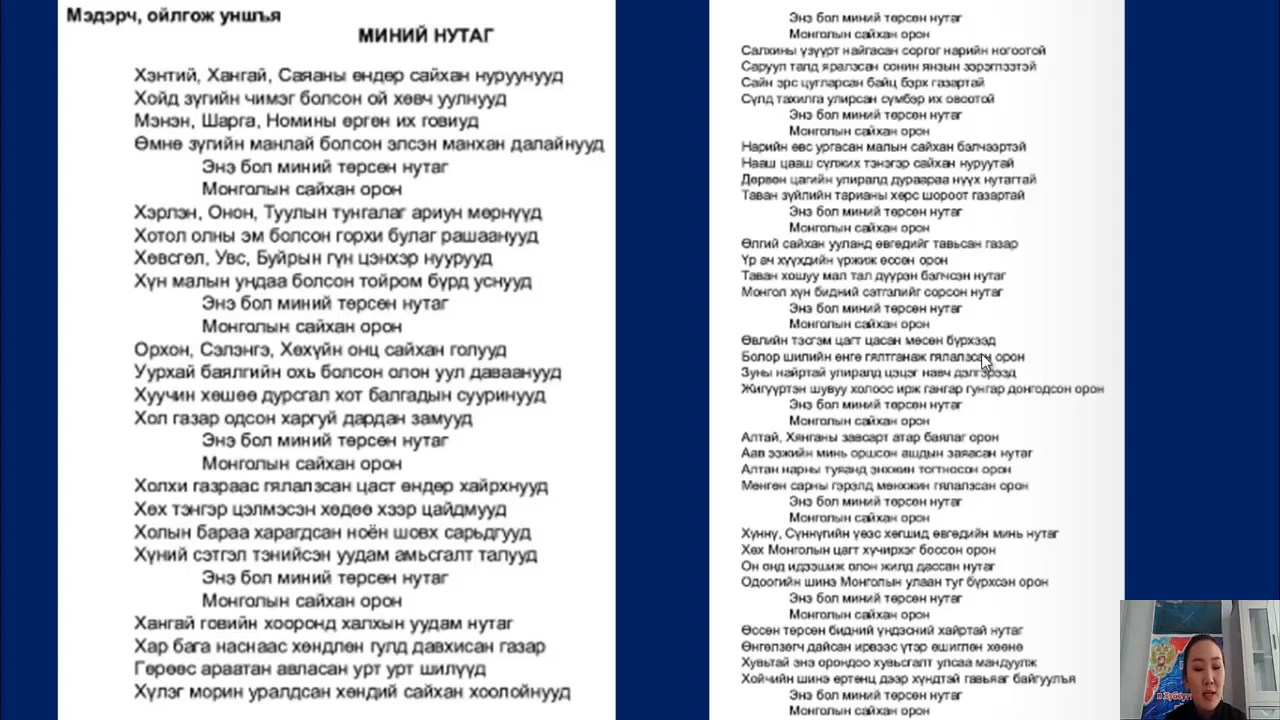 Мэдэрч, ойлгож уншъя
МИНИЙ НУТАГ
Хэнтий, Хангай, Саяаны өндөр сайхан нуруунууд
Хойд зүгийн чимэг болсон ой хөвч уулнууд
Мэнэн, Шарга, Номины өргөн их говиуд
Өмнө зүгийн манлай болсон элсэн манхан далайнууд
Энэ бол миний төрсөн нутаг
Монголын сайхан орон
Хэрлэн, Онон, Туулын тунгалаг ариун мөрнүүд
Хотол олны эм болсон горхи булаг рашаанууд
Хөвсгөл, Увс, Буйрын гүн цэнхэр нуурууд
Хүн малын ундаа болсон тойром бүрд уснууд
Энэ бол миний төрсөн нутаг
Монголын сайхан орон
Орхон, Сэлэнгэ, Хөхүйн онц сайхан голууд
Уурхай баялгийн охь болсон олон уул даваанууд
Хуучин хөшөө дурсгал хот балгадын сууринууд
Хол газар одсон харгуй дардан замууд
Энэ бол миний төрсөн нутаг
Монголын сайхан орон
Холхи газраас гялалзсан цаст өндөр хайрхнууд
Хөх тэнгэр цэлмэсэн хөдөө хээр цайдмууд
Холын бараа харагдсан ноён шовх сарьдгууд
Хүний сэтгэл тэнийсэн уудам амьсгалт талууд
Энэ бол миний төрсөн нутаг
Монголын сайхан орон
Хангай говийн хооронд халхын уудам нутаг
Хар бага наснаас хөндлөн гулд давхисан газар
Гөрөөс араатан авласан урт урт шилүүд
Хүлэг морин уралдсан хөндий сайхан хоолойнууд
Энэ бол миний төрсөн нутаг
Монголын сайхан орон
Салхины үзүүрт найгасан соргог нарийн ногоотой
Саруул талд яралзсан сонин янзын зэрэглээтэй
Сайн эрс цугларсан байц бэрх газартай
Сүлд тахилга улирсан сүмбэр их овоотой
Энэ бол миний төрсөн нутаг
Монголын сайхан орон
Нарийн өвс ургасан малын сайхан бэлчээртэй
Нааш цааш сүлжих тэнэгэр сайхан нуруутай
Дөрвөн цагийн улиралд дураараа нүүх нутагтай
Таван зүйлийн тарианы хөрс шороот газартай
Энэ бол миний төрсөн нутаг
Монголын сайхан орон
Өлгий сайхан ууланд өвгөдийг тавьсан газар
Үр ач хүүхдийн үржиж өссөн орон
Таван хошуу мал тал дүүрэн бэлчсэн нутаг
Монгол хүн бидний сэтгэлийг сорсон нутаг
Энэ бол миний төрсөн нутаг
Монголын сайхан орон
Өвлийн тэсгэм цагт цасан мөсөн бүрхээд
Болор шилийн өнгө гялтганаж гялалзсан орон
Зуны найртай улиралд цэцэг навч дэлгэрээд
Жигүүртэн шувуу холоос ирж гангар гунгар донгодсон орон
Энэ бол миний төрсөн нутаг
Монголын сайхан орон
Алтай, Хянганы завсарт атар баялаг орон
Аав ээжийн минь оршсон ашдын заяасан нутаг
Алтан нарны туяанд энхжин тогтносон орон
Мөнгөн сарны гэрэлд мөнхжин гялалзсан орон
Энэ бол миний төрсөн нутаг
Монголын сайхан орон
Хүннү, Сүннүгийн үеэс хөгшид өвгөдийн минь нутаг
Хөх Монголын цагт хүчирхэг боссон орон
Он онд идээшиж олон жилд дассан нутаг
Одоогийн шинэ Монголын улаан туг бүрхсэн орон
Энэ бол миний төрсөн нутаг
Монголын сайхан орон
Өссөн төрсөн бидний үндэсний хайртай нутаг
Өнгөлзөгч дайсан ирвээс үтэр өшиглөн хөөнө
Хувьтай энэ орондоо хувьсгалт улсаа мандуулж
Хойчийн шинэ ертөнц дээр хүндтэй гавьяаг байгуулъя
Энэ бол миний төрсөн нутаг
Монголын сайхан орон